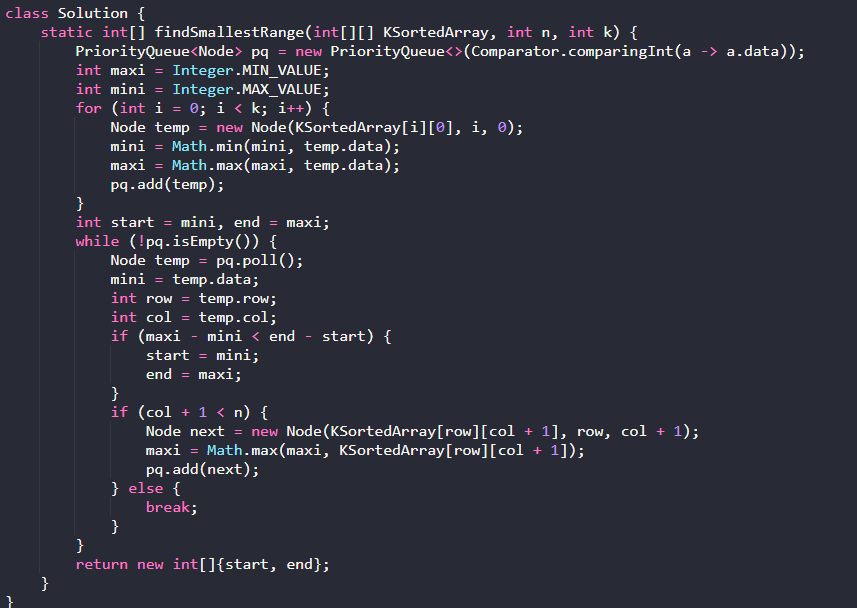 class Solution {
    static int[] findSmallestRange(int[][] KSortedArray, int n, int k) {
        PriorityQueue<Node> pq = new PriorityQueue<>(Comparator.comparingInt(a -> a.data));
        int maxi = Integer.MIN_VALUE;
        int mini = Integer.MAX_VALUE;
        for (int i = 0; i < k; i++) {
            Node temp = new Node(KSortedArray[i][0], i, 0);
            mini = Math.min(mini, temp.data);
            maxi = Math.max(maxi, temp.data);
            pq.add(temp);
        }
        int start = mini, end = maxi;
        while (!pq.isEmpty()) {
            Node temp = pq.poll();
            mini = temp.data;
            int row = temp.row;
            int col = temp.col;
            if (maxi - mini < end - start) {
                start = mini;
                end = maxi;
            }
            if (col + 1 < n) {
                Node next = new Node(KSortedArray[row][col + 1], row, col + 1);
                maxi = Math.max(maxi, KSortedArray[row][col + 1]);
                pq.add(next);
            } else {
                break;
            }
        }
        return new int[]{start, end};
    }
}